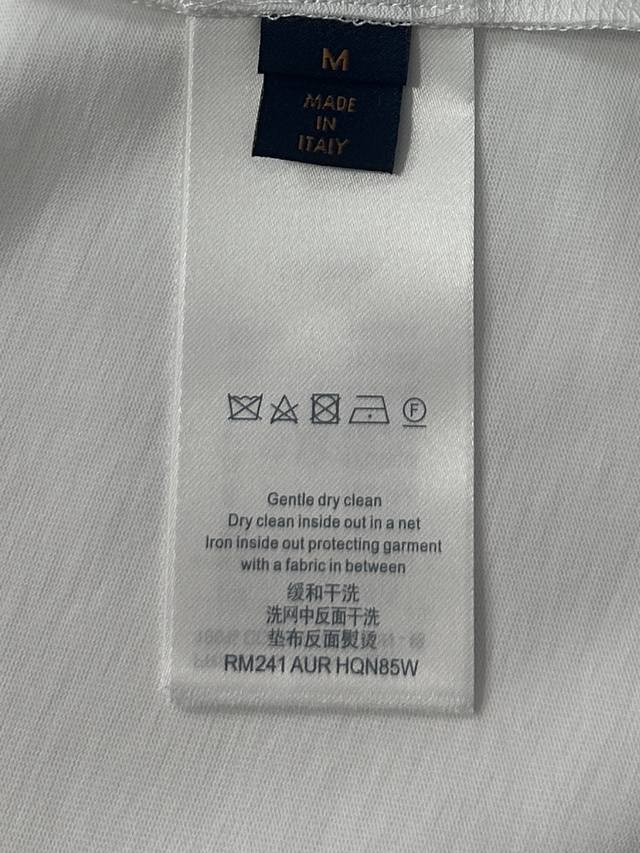 M
MADE
IN
ITALY
F
Gentle dry clean
Dry clean inside out in a net
Iron inside out protecting garment
with a fabric in between
缓和干洗
洗网中反面干洗
垫布反面熨烫
RM241 AUR HQN85W